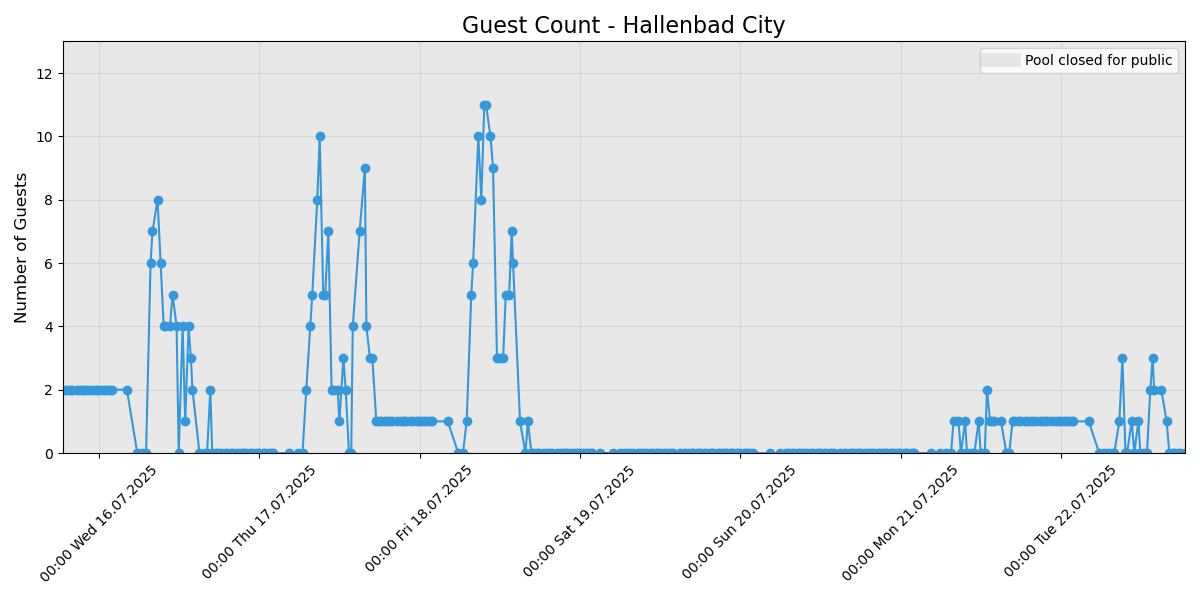 Guest Count - Hallenbad City
Pool closed for public
Number of Guests
12
10
8
6
4
2
0
00:00 Wed 16.07.2025
00:00 Thu 17.07.2025
00:00 Fri 18.07.2025
00:00 Sat 19.07.2025
00:00 Sun 20.07.2025
00:00 Mon 21.07.2025
00:00 Tue 22.07.2025